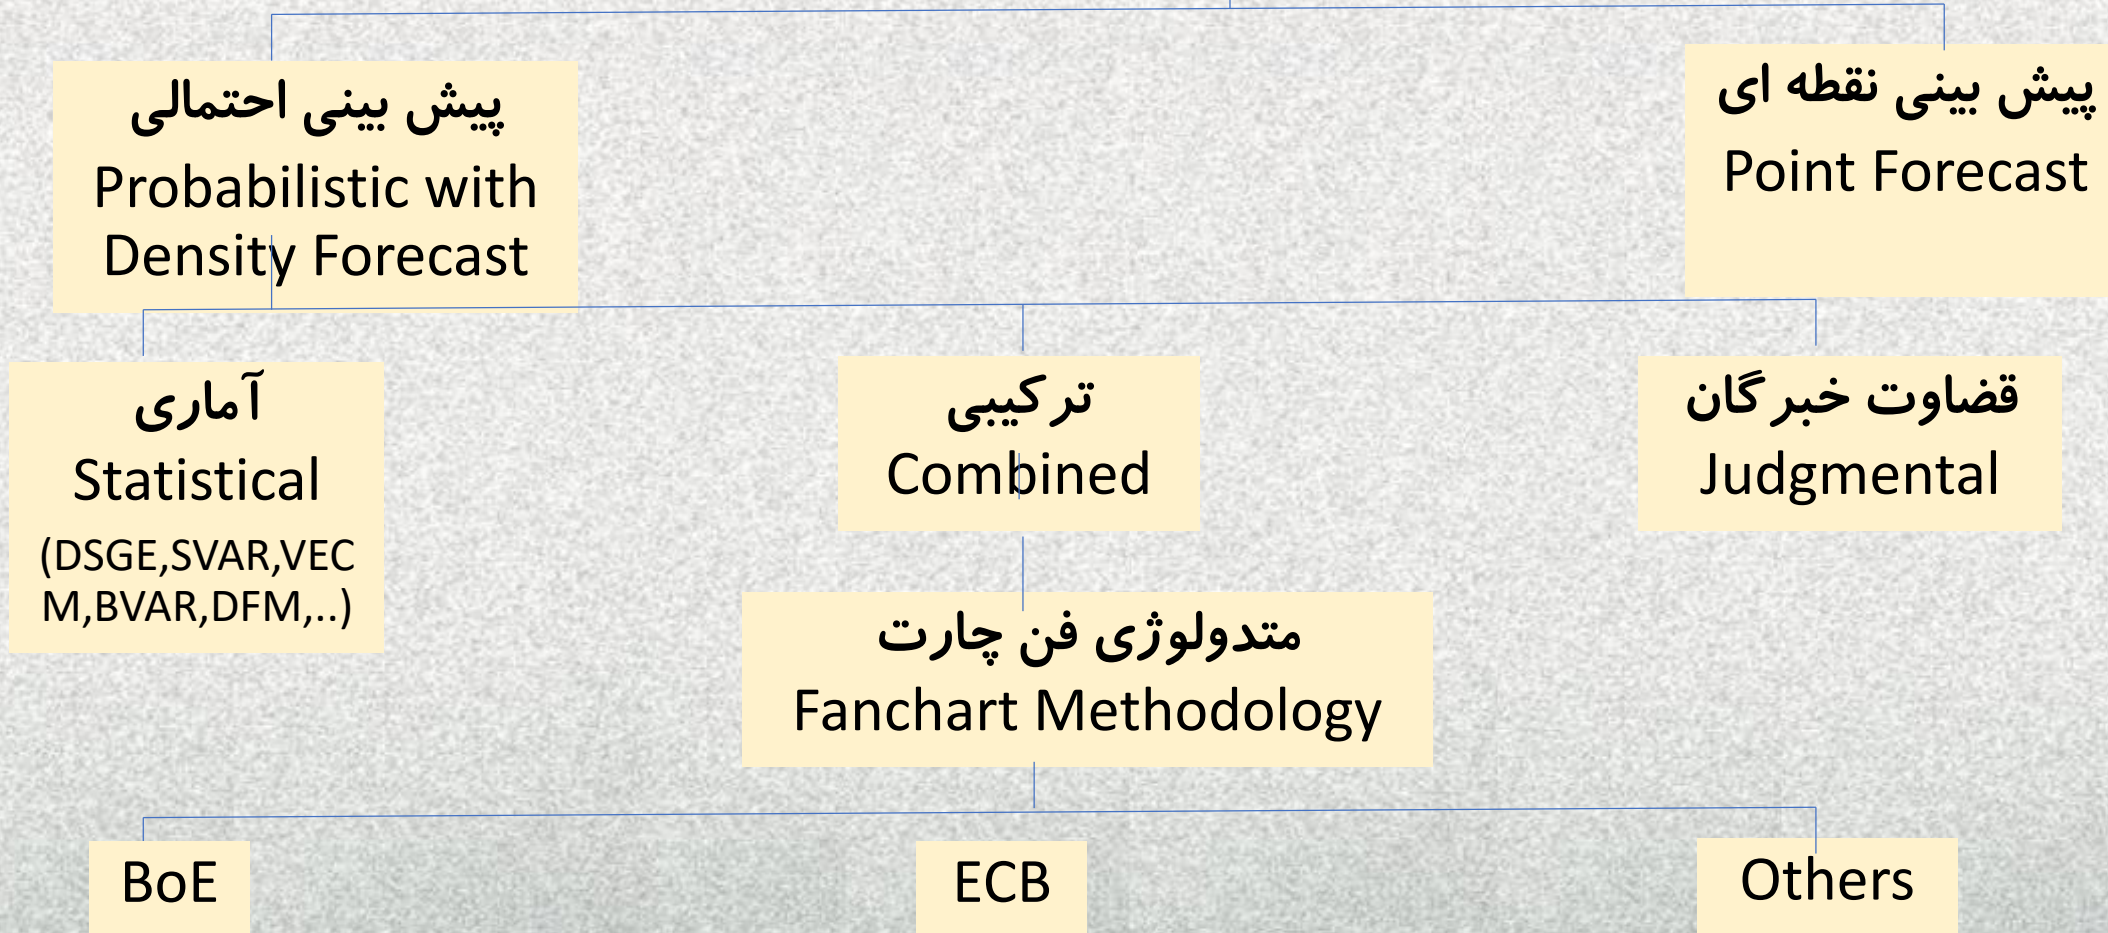 پیش بینی احتمالی
Probabilistic with
Density Forecast
پیش بینی نقطه ای
Point Forecast
آماری
Statistical
(DSGE,SVAR,VEC
M,BVAR,DFM,..)
ترکیبی
Combined
قضاوت خبرگان
Judgmental
متدولوژی فن چارت
Fanchart Methodology
BoE
ECB
Others